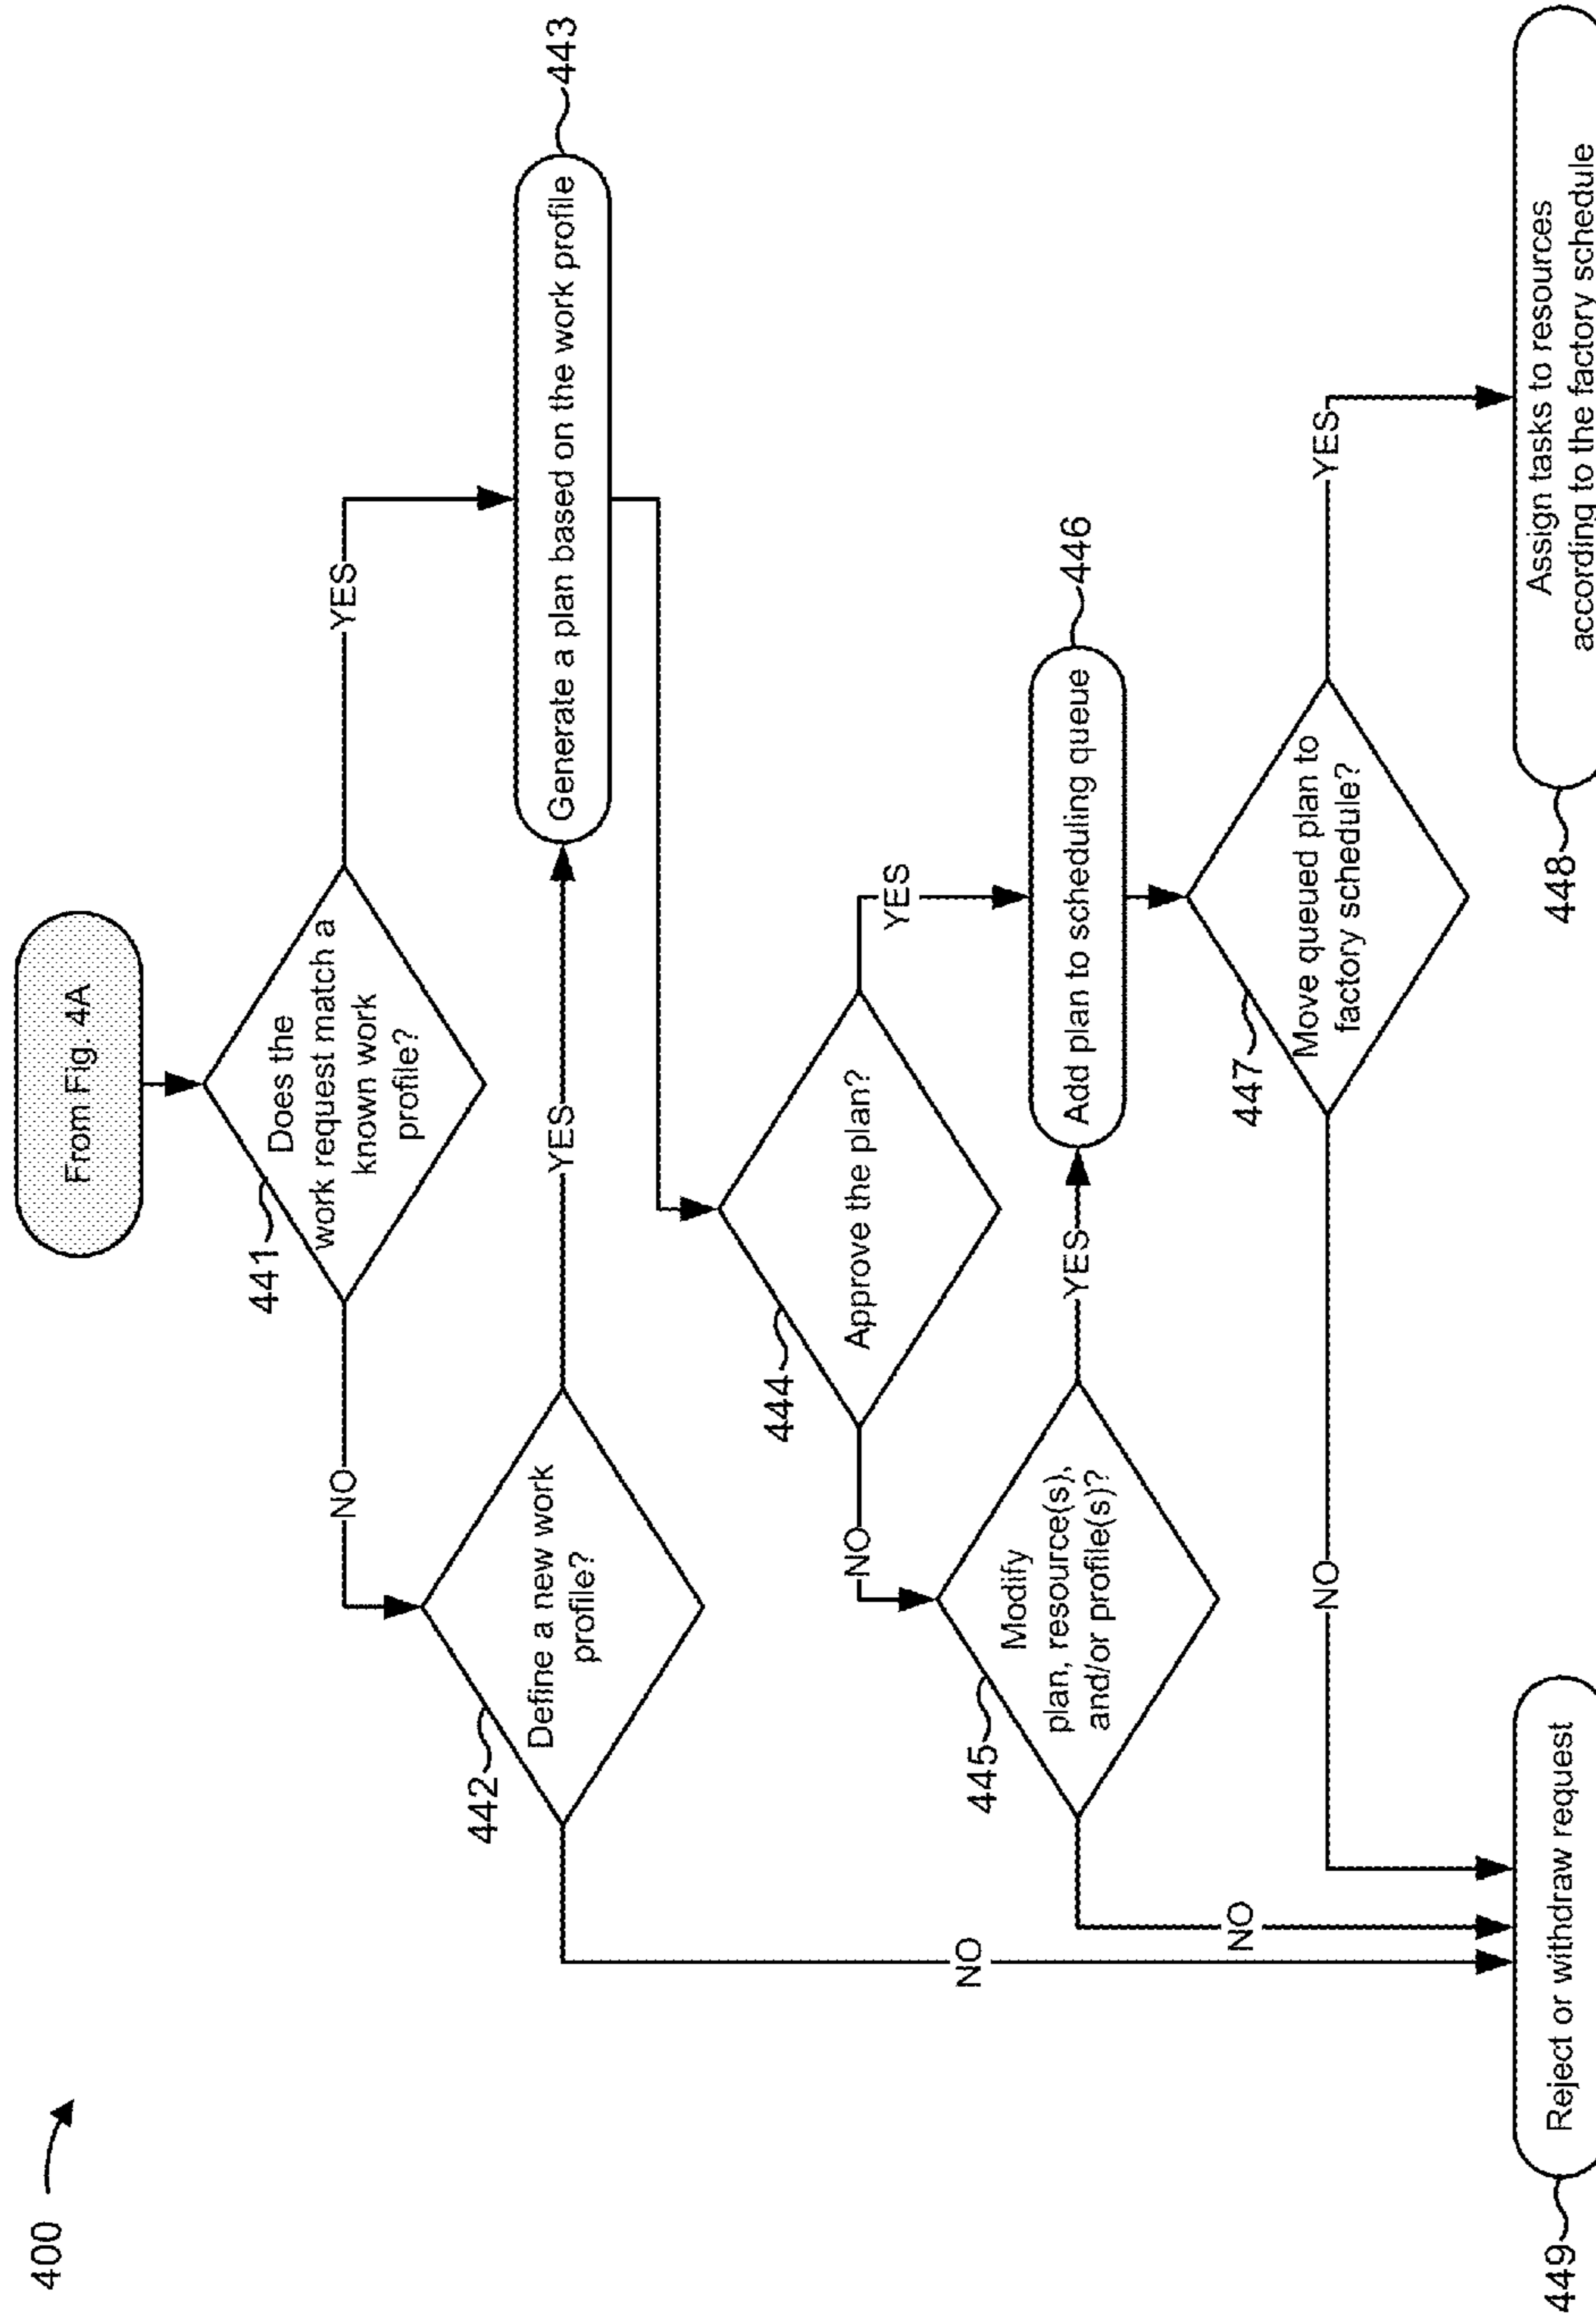 400
From Fig. 4A
441
Does the
work request match a
known work
profile?
NO
YES
442
Define a new work
profile?
YES
NO
Generate a plan based on the work profile
443
444
Approve the plan?
NO
YES
445
Modify
plan, resource(s),
and/or profile(s)?
YES
NO
Add plan to scheduling queue
446
447
Move queued plan to
factory schedule?
NO
YES
449
Reject or withdraw request
448
Assign tasks to resources
according to the factory schedule